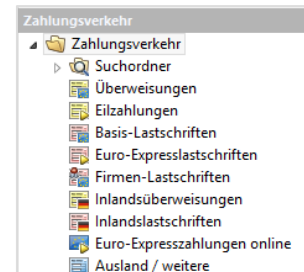 Zahlungsverkehr
Zahlungsverkehr
Suchordner
Überweisungen
Eilzahlungen
Basis-Lastschriften
Euro-Expresslastschriften
Firmen-Lastschriften
Inlandsüberweisungen
Inlandslastschriften
Euro-Expresszahlungen online
Ausland / weitere